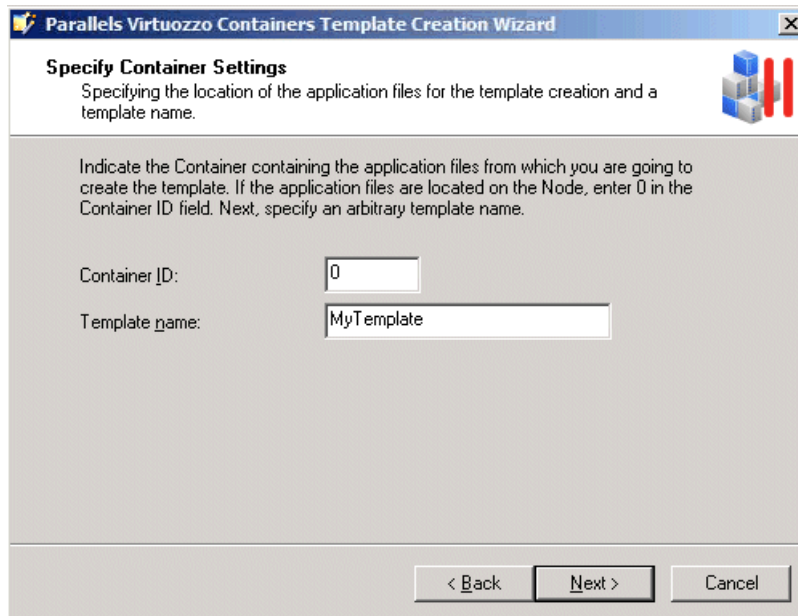 Parallels Virtuozzo Containers Template Creation Wizard
Specify Container Settings
Specifying the location of the application files for the template creation and a
template name.
Indicate the Container containing the application files from which you are going to
create the template. If the application files are located on the Node, enter 0 in the
Container ID field. Next, specify an arbitrary template name.
Container ID:
0
Template name:
MyTemplate
< Back
Next >
Cancel